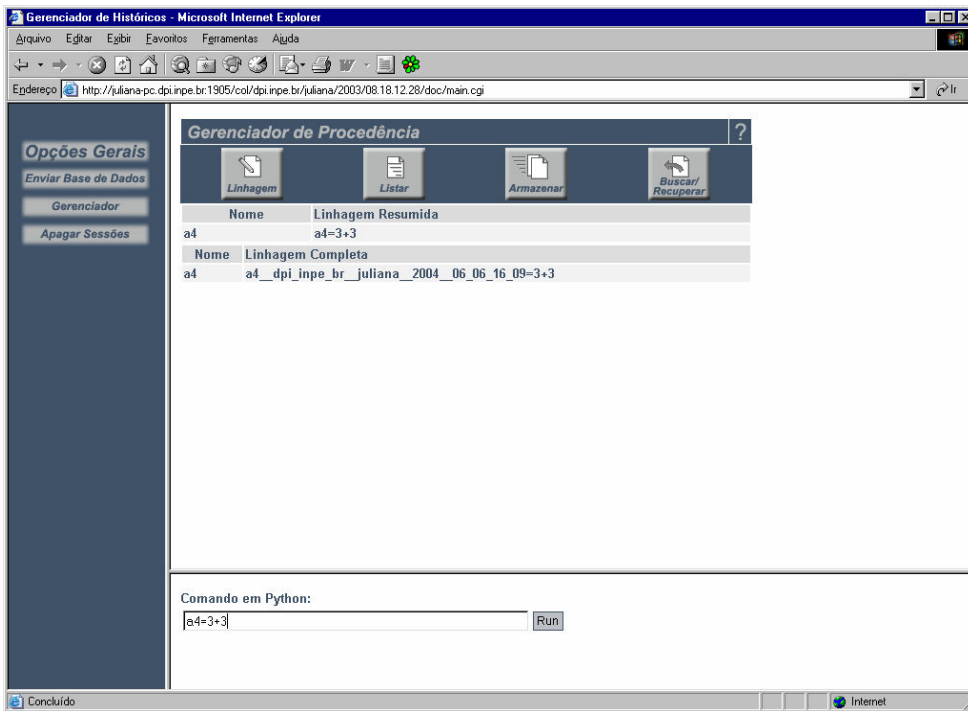 Gerenciador de Históricos - Microsoft Internet Explorer
Arquivo Editar Exibir Favoritos Ferramentas Ajuda
Endereço http://juliana-pc.dpi.inpe.br:1905/col/dpi.inpe.br/juliana/2003/08.18.12.28/doc/main.cgi Ir
Opções Gerais
Enviar Base de Dados
Gerenciador
Apagar Sessões
Gerenciador de Procedência ?
Linhagem Listar Armazenar Buscar/
Recuperar
Nome Linhagem Resumida
a4 a4=3+3
Nome Linhagem Completa
a4 a4__dpi_inpe_br__juliana__2004__06_06_16_09=3+3
Comando em Python:
a4=3+3 Run
Concluído Internet